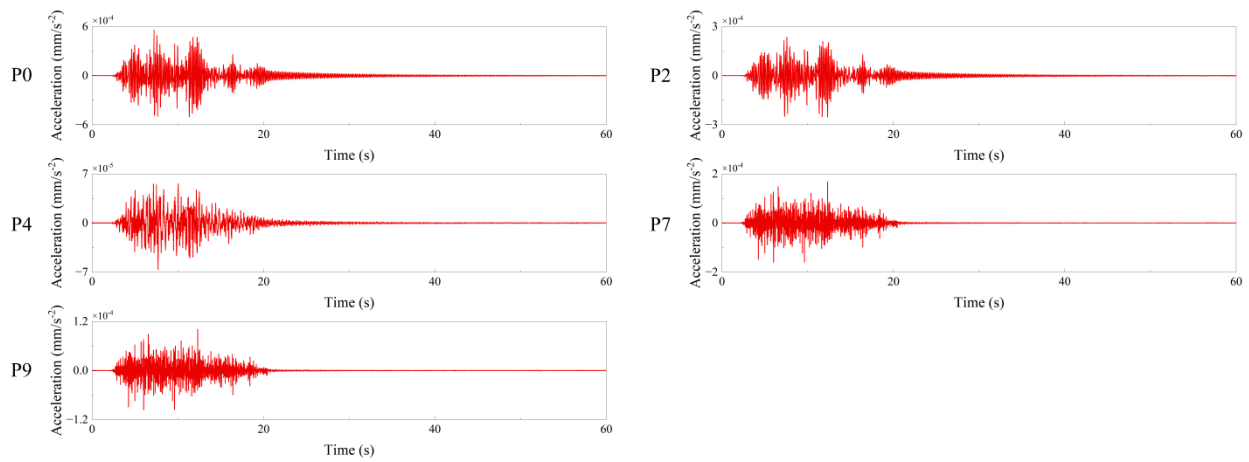 P0
Acceleration (mm/s⁻²)
×10⁻⁴
6
0
−6
0 20 40 60
Time (s)
P2
Acceleration (mm/s⁻²)
×10⁻⁴
3
0
−3
0 20 40 60
Time (s)
P4
Acceleration (mm/s⁻²)
×10⁻⁵
7
0
−7
0 20 40 60
Time (s)
P7
Acceleration (mm/s⁻²)
×10⁻⁴
2
0
−2
0 20 40 60
Time (s)
P9
Acceleration (mm/s⁻²)
×10⁻⁴
1.2
0.0
−1.2
0 20 40 60
Time (s)